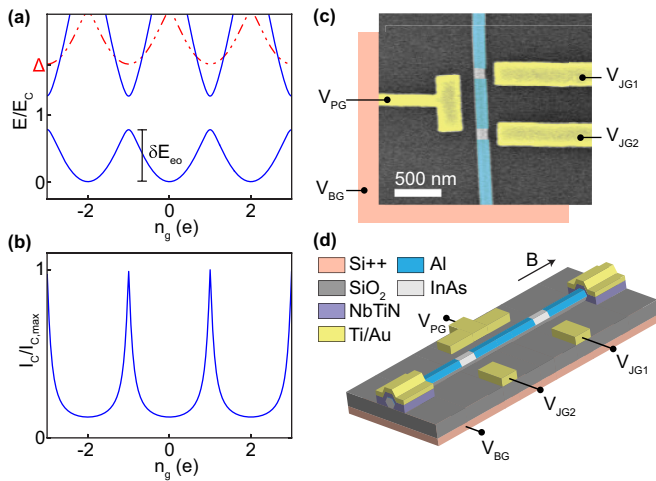 (a)
Δ
E/E_C
1
0
δE_eo
-2 0 2
n_g (e)
(b)
1
I_C/I_C,max
0
-2 0 2
n_g (e)
(c)
V_PG
V_BG
500 nm
V_JG1
V_JG2
(d)
Si++ Al
SiO₂ InAs
NbTiN
Ti/Au
B
V_PG
V_JG1
V_JG2
V_BG